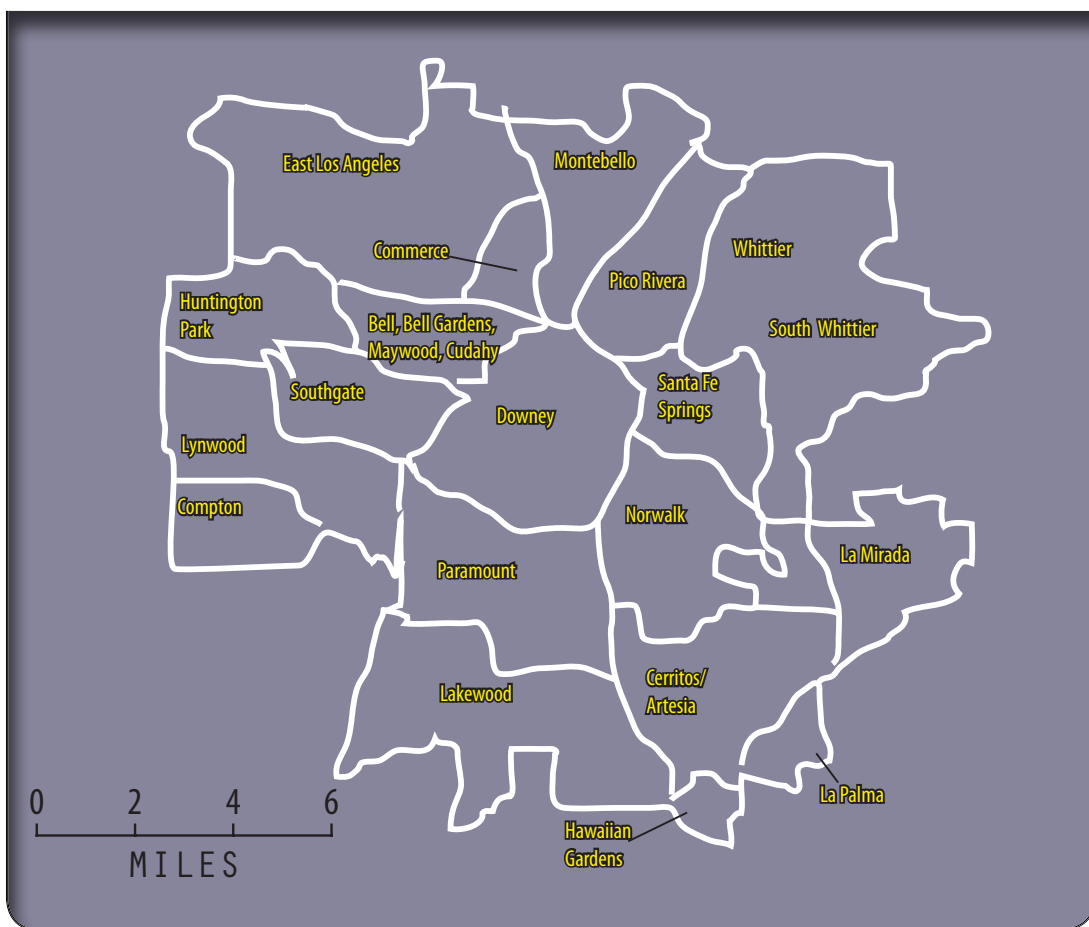 East Los Angeles
Montebello
Commerce
Whittier
Pico Rivera
Huntington
Park
Bell, Bell Gardens,
Maywood, Cudahy
South Whittier
Southgate
Santa Fe
Springs
Downey
Lynwood
Compton
Norwalk
La Mirada
Paramount
Cerritos/
Artesia
Lakewood
La Palma
Hawaiian
Gardens
0 2 4 6
MILES